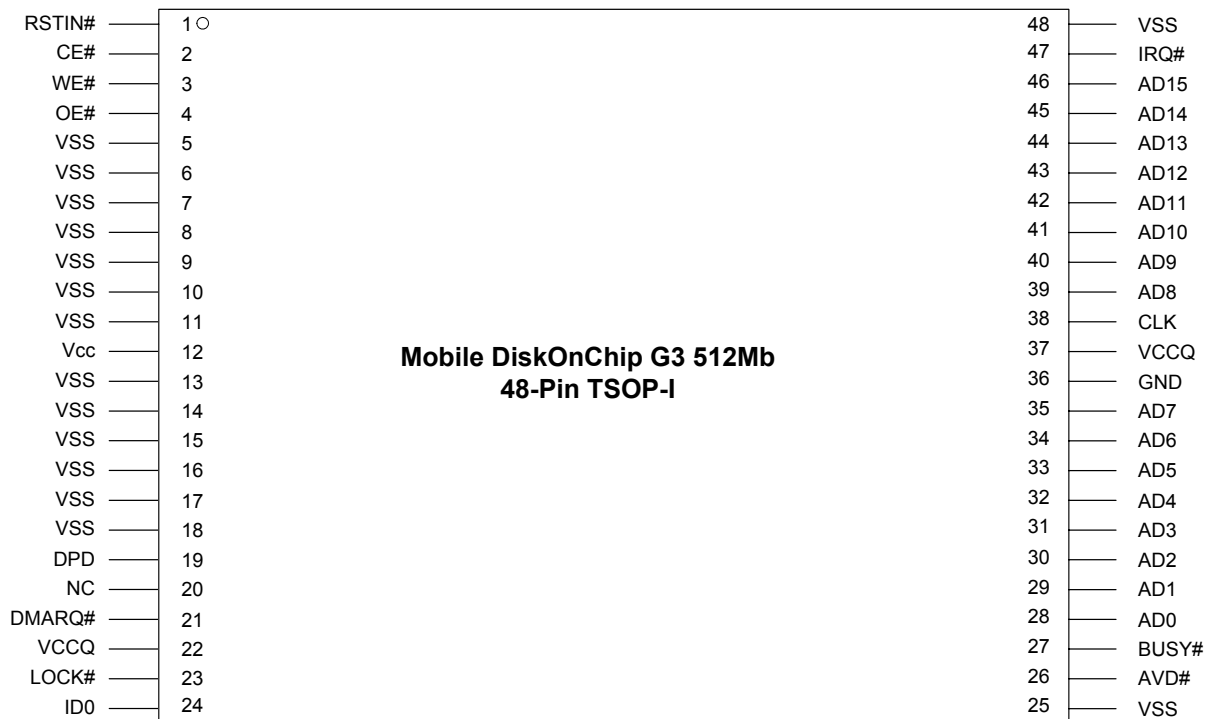 RSTIN# 1 48 VSS
CE# 2 47 IRQ#
WE# 3 46 AD15
OE# 4 45 AD14
VSS 5 44 AD13
VSS 6 43 AD12
VSS 7 42 AD11
VSS 8 41 AD10
VSS 9 40 AD9
VSS 10 39 AD8
VSS 11 38 CLK
Vcc 12 37 VCCQ
VSS 13 36 GND
VSS 14 35 AD7
VSS 15 34 AD6
VSS 16 33 AD5
VSS 17 32 AD4
VSS 18 31 AD3
DPD 19 30 AD2
NC 20 29 AD1
DMARQ# 21 28 AD0
VCCQ 22 27 BUSY#
LOCK# 23 26 AVD#
ID0 24 25 VSS
Mobile DiskOnChip G3 512Mb
48-Pin TSOP-I